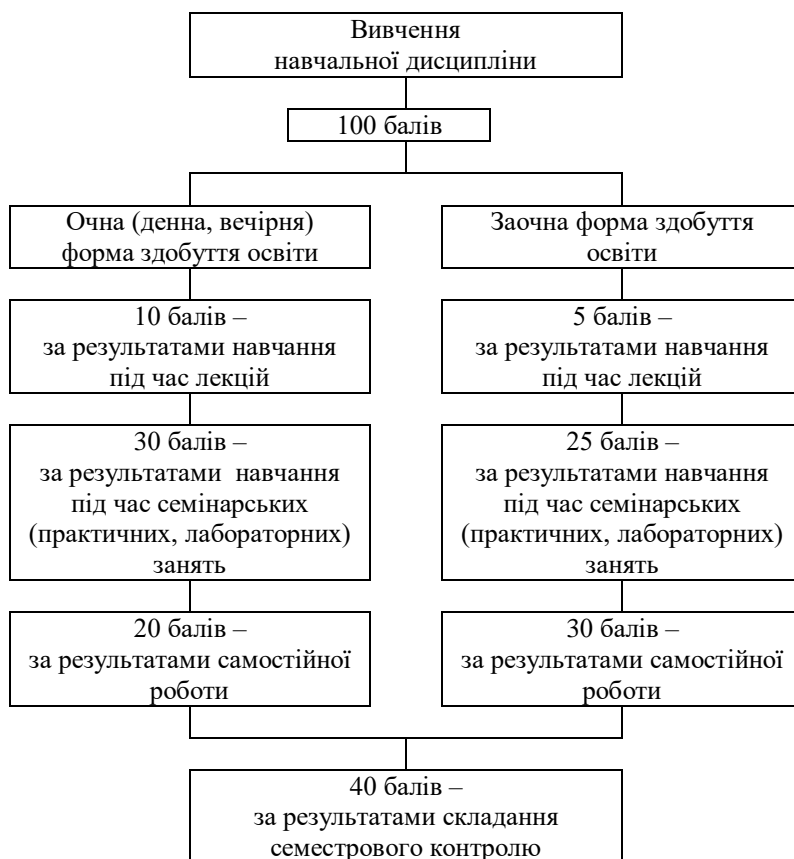 Вивчення
навчальної дисципліни
100 балів
Очна (денна, вечірня)
форма здобуття освіти
Заочна форма здобуття
освіти
10 балів –
за результатами навчання
під час лекцій
5 балів –
за результатами навчання
під час лекцій
30 балів –
за результатами навчання
під час семінарських
(практичних, лабораторних)
занять
25 балів –
за результатами навчання
під час семінарських
(практичних, лабораторних)
занять
20 балів –
за результатами самостійної
роботи
30 балів –
за результатами самостійної
роботи
40 балів –
за результатами складання
семестрового контролю